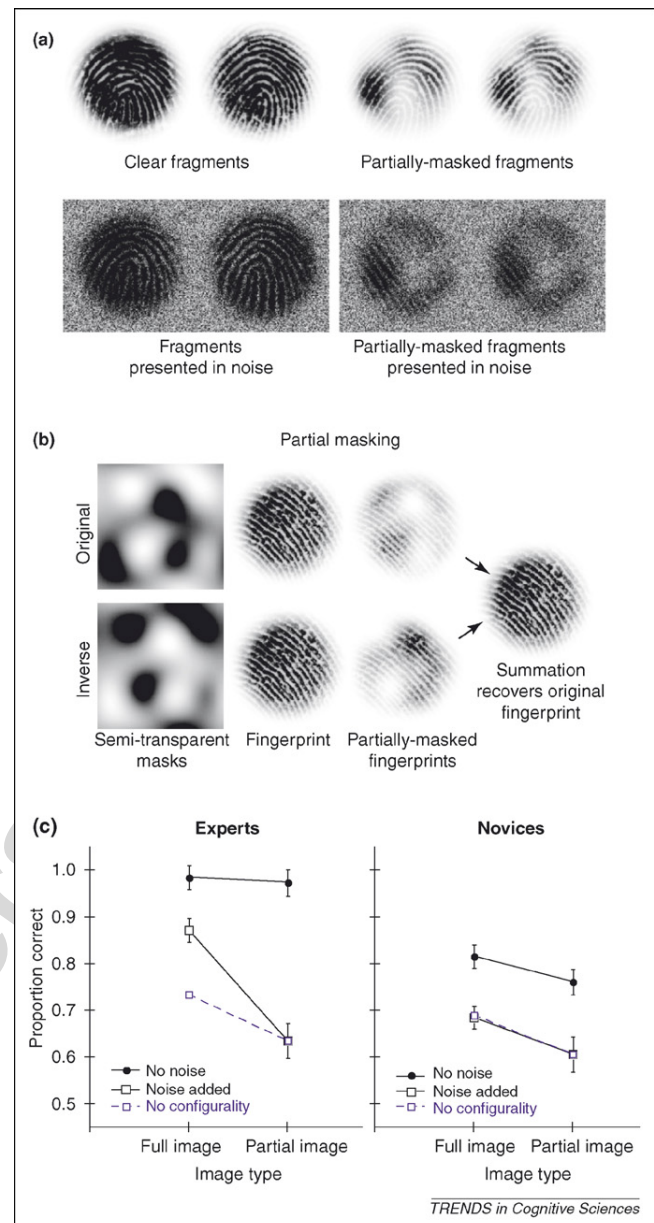 (a)
Clear fragments
Partially-masked fragments
Fragments
presented in noise
Partially-masked fragments
presented in noise
(b)
Partial masking
Original
Inverse
Semi-transparent
masks
Fingerprint
Partially-masked
fingerprints
Summation
recovers original
fingerprint
(c)
Experts
Novices
Proportion correct
1.0
0.9
0.8
0.7
0.6
0.5
No noise
Noise added
No configurality
No noise
Noise added
No configurality
Full image
Partial image
Full image
Partial image
Image type
Image type
TRENDS in Cognitive Sciences